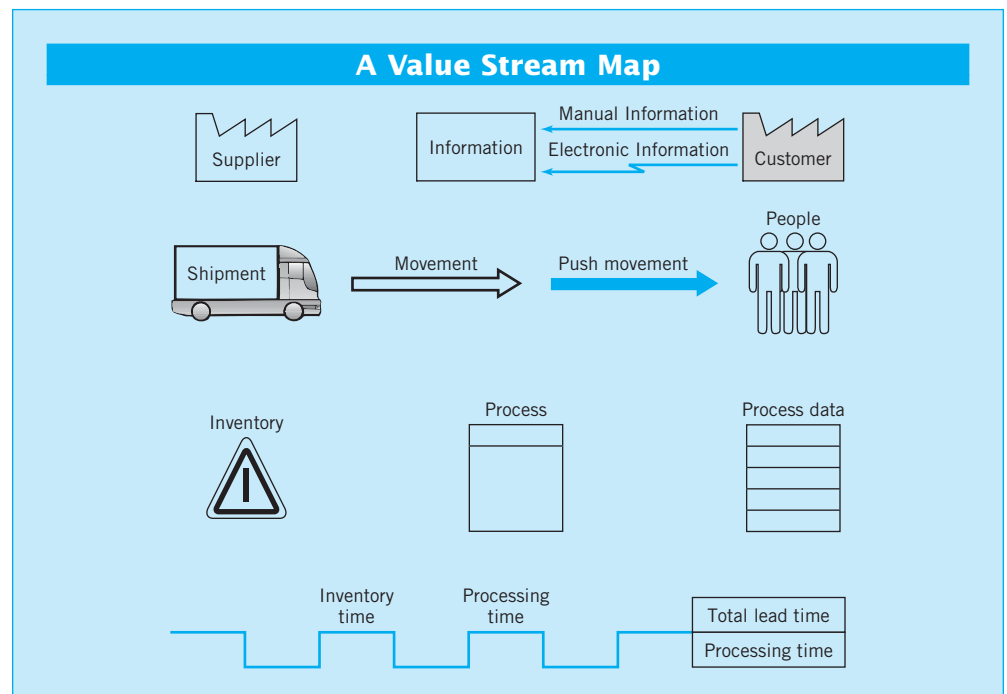 A Value Stream Map
Manual Information
Supplier
Information
Electronic Information
Customer
People
Shipment
Movement
Push movement
Inventory
Process
Process data
I
Inventory
time
Processing
time
Total lead time
Processing time